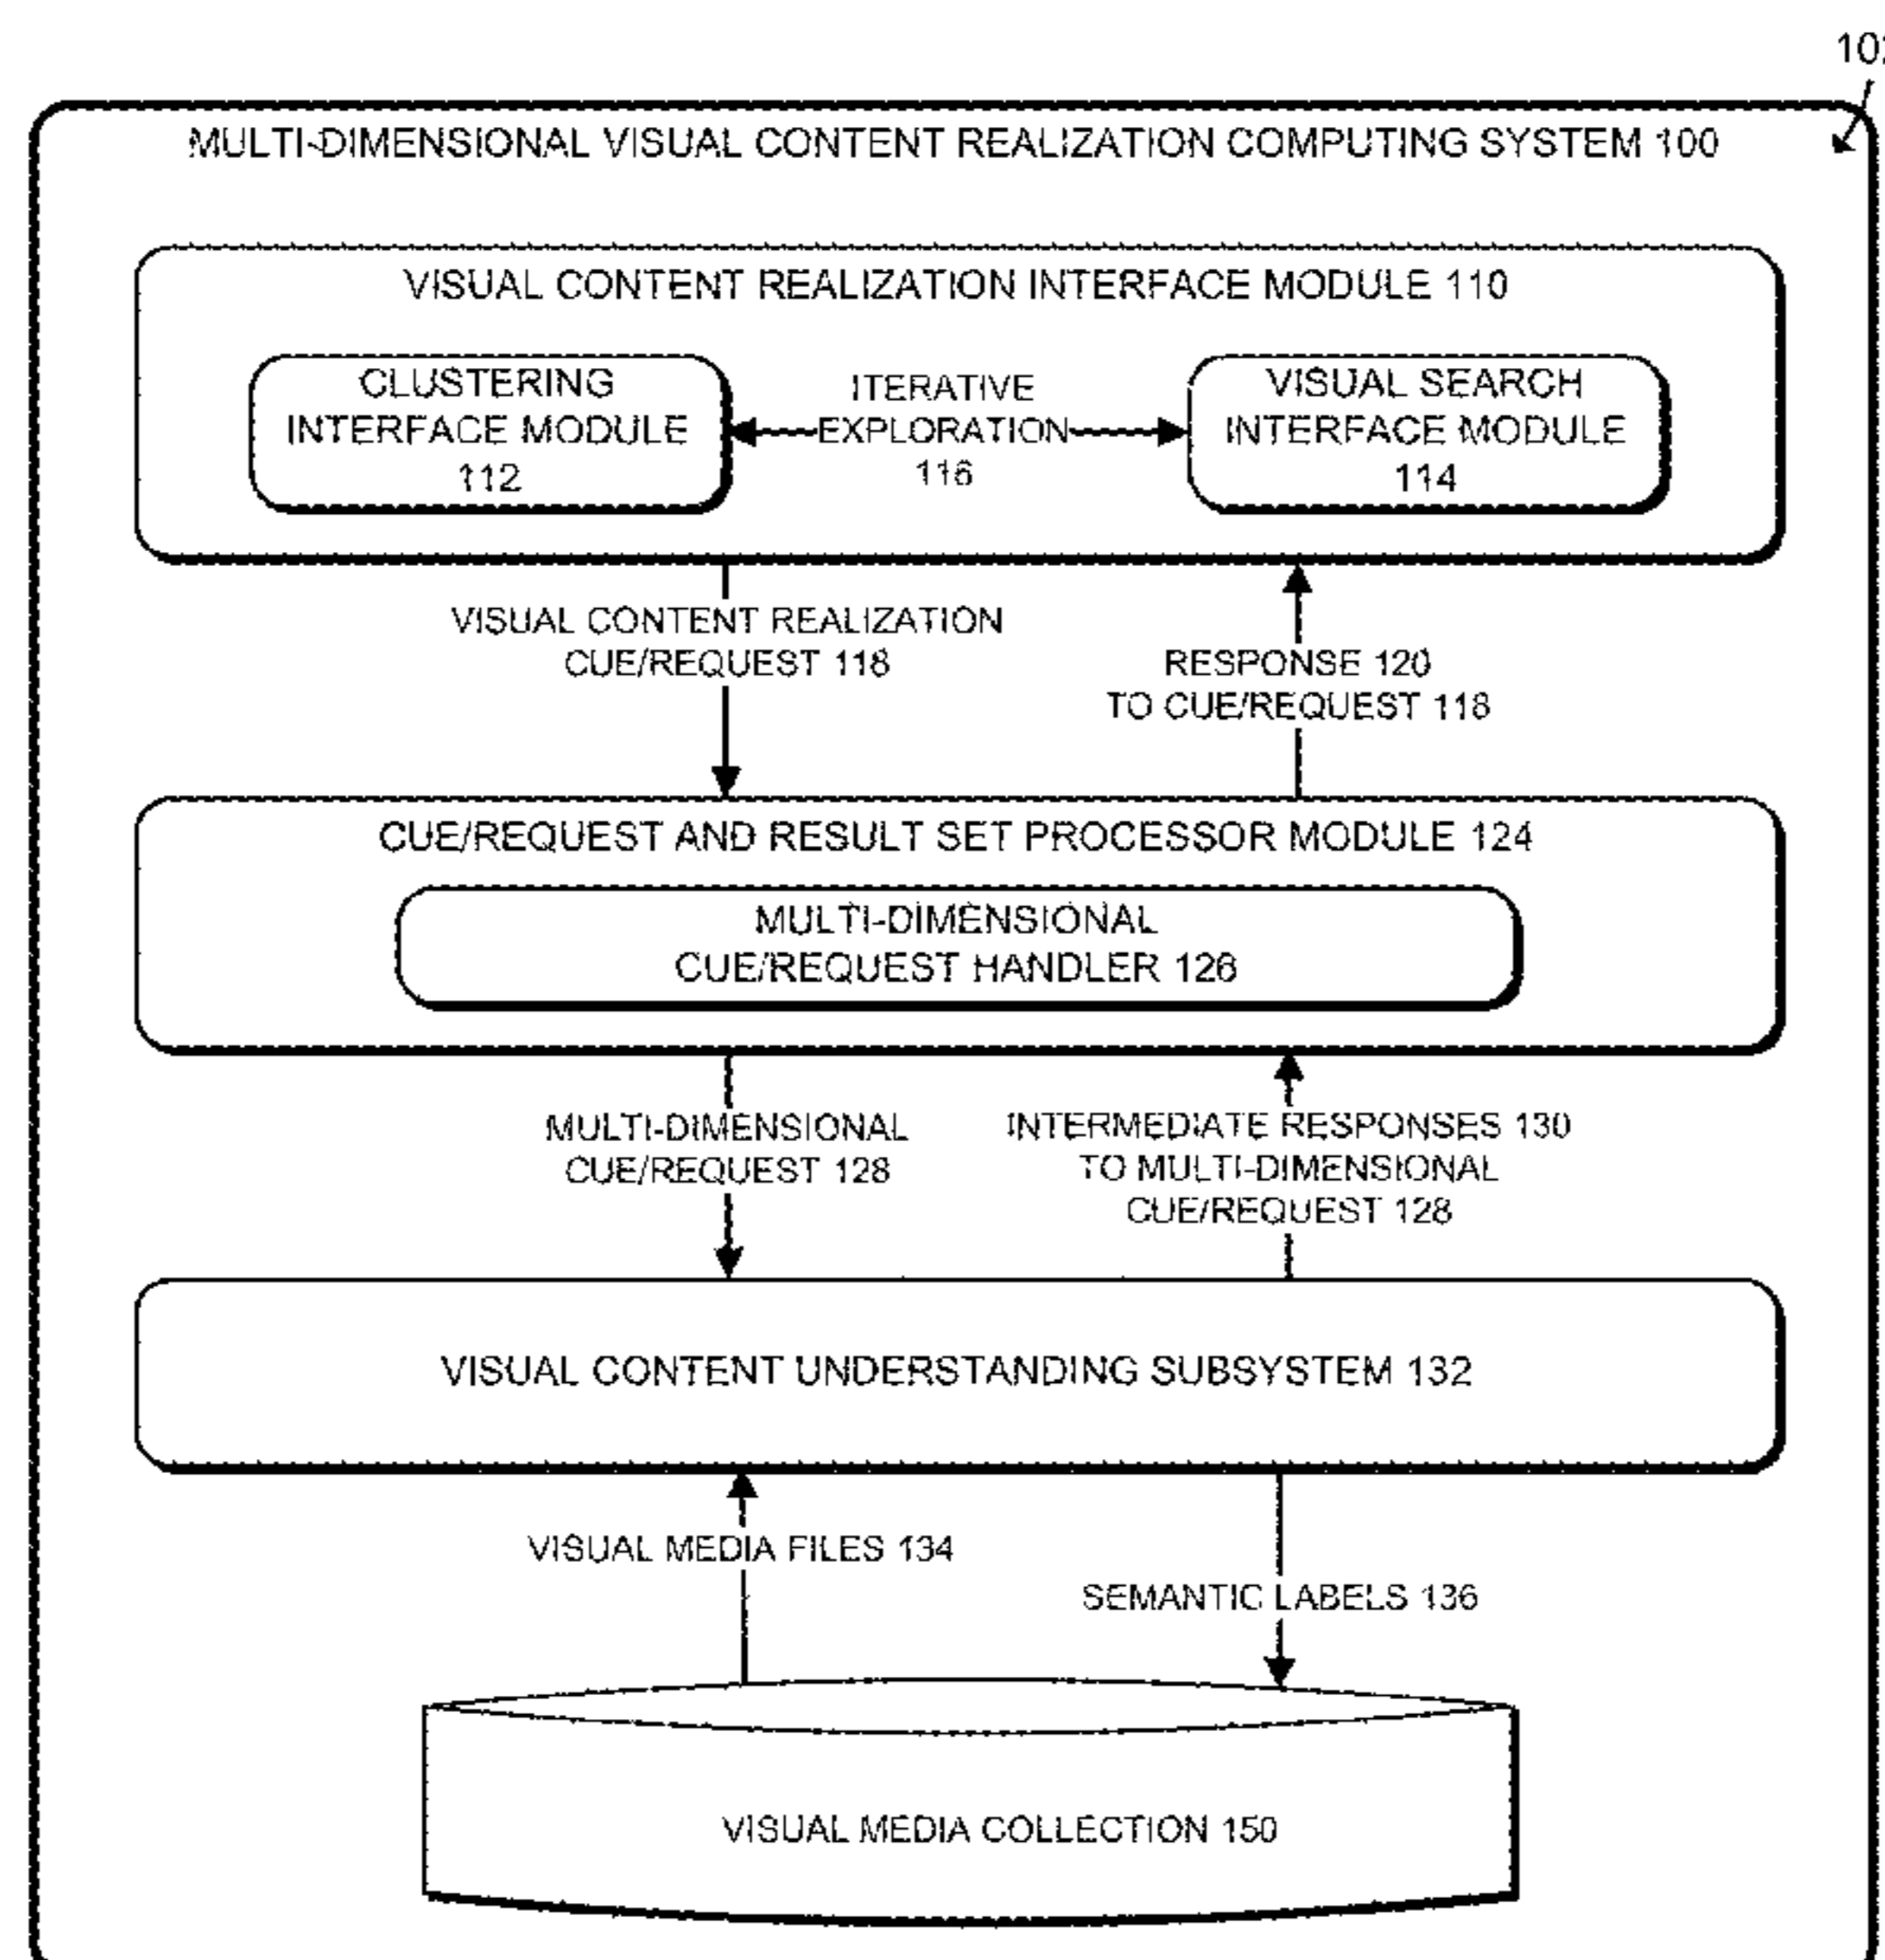 102
MULTI-DIMENSIONAL VISUAL CONTENT REALIZATION COMPUTING SYSTEM 100
VISUAL CONTENT REALIZATION INTERFACE MODULE 110
CLUSTERING
INTERFACE MODULE
112
ITERATIVE
EXPLORATION
116
VISUAL SEARCH
INTERFACE MODULE
114
VISUAL CONTENT REALIZATION
CUE/REQUEST 118
RESPONSE 120
TO CUE/REQUEST 118
CUE/REQUEST AND RESULT SET PROCESSOR MODULE 124
MULTI-DIMENSIONAL
CUE/REQUEST HANDLER 126
MULTI-DIMENSIONAL
CUE/REQUEST 128
INTERMEDIATE RESPONSES 130
TO MULTI-DIMENSIONAL
CUE/REQUEST 128
VISUAL CONTENT UNDERSTANDING SUBSYSTEM 132
VISUAL MEDIA FILES 134
SEMANTIC LABELS 136
VISUAL MEDIA COLLECTION 150